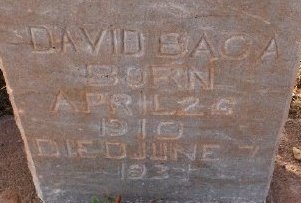 DAVID BACA
BORN
APRIL 26
1910
DIED JUNE 7